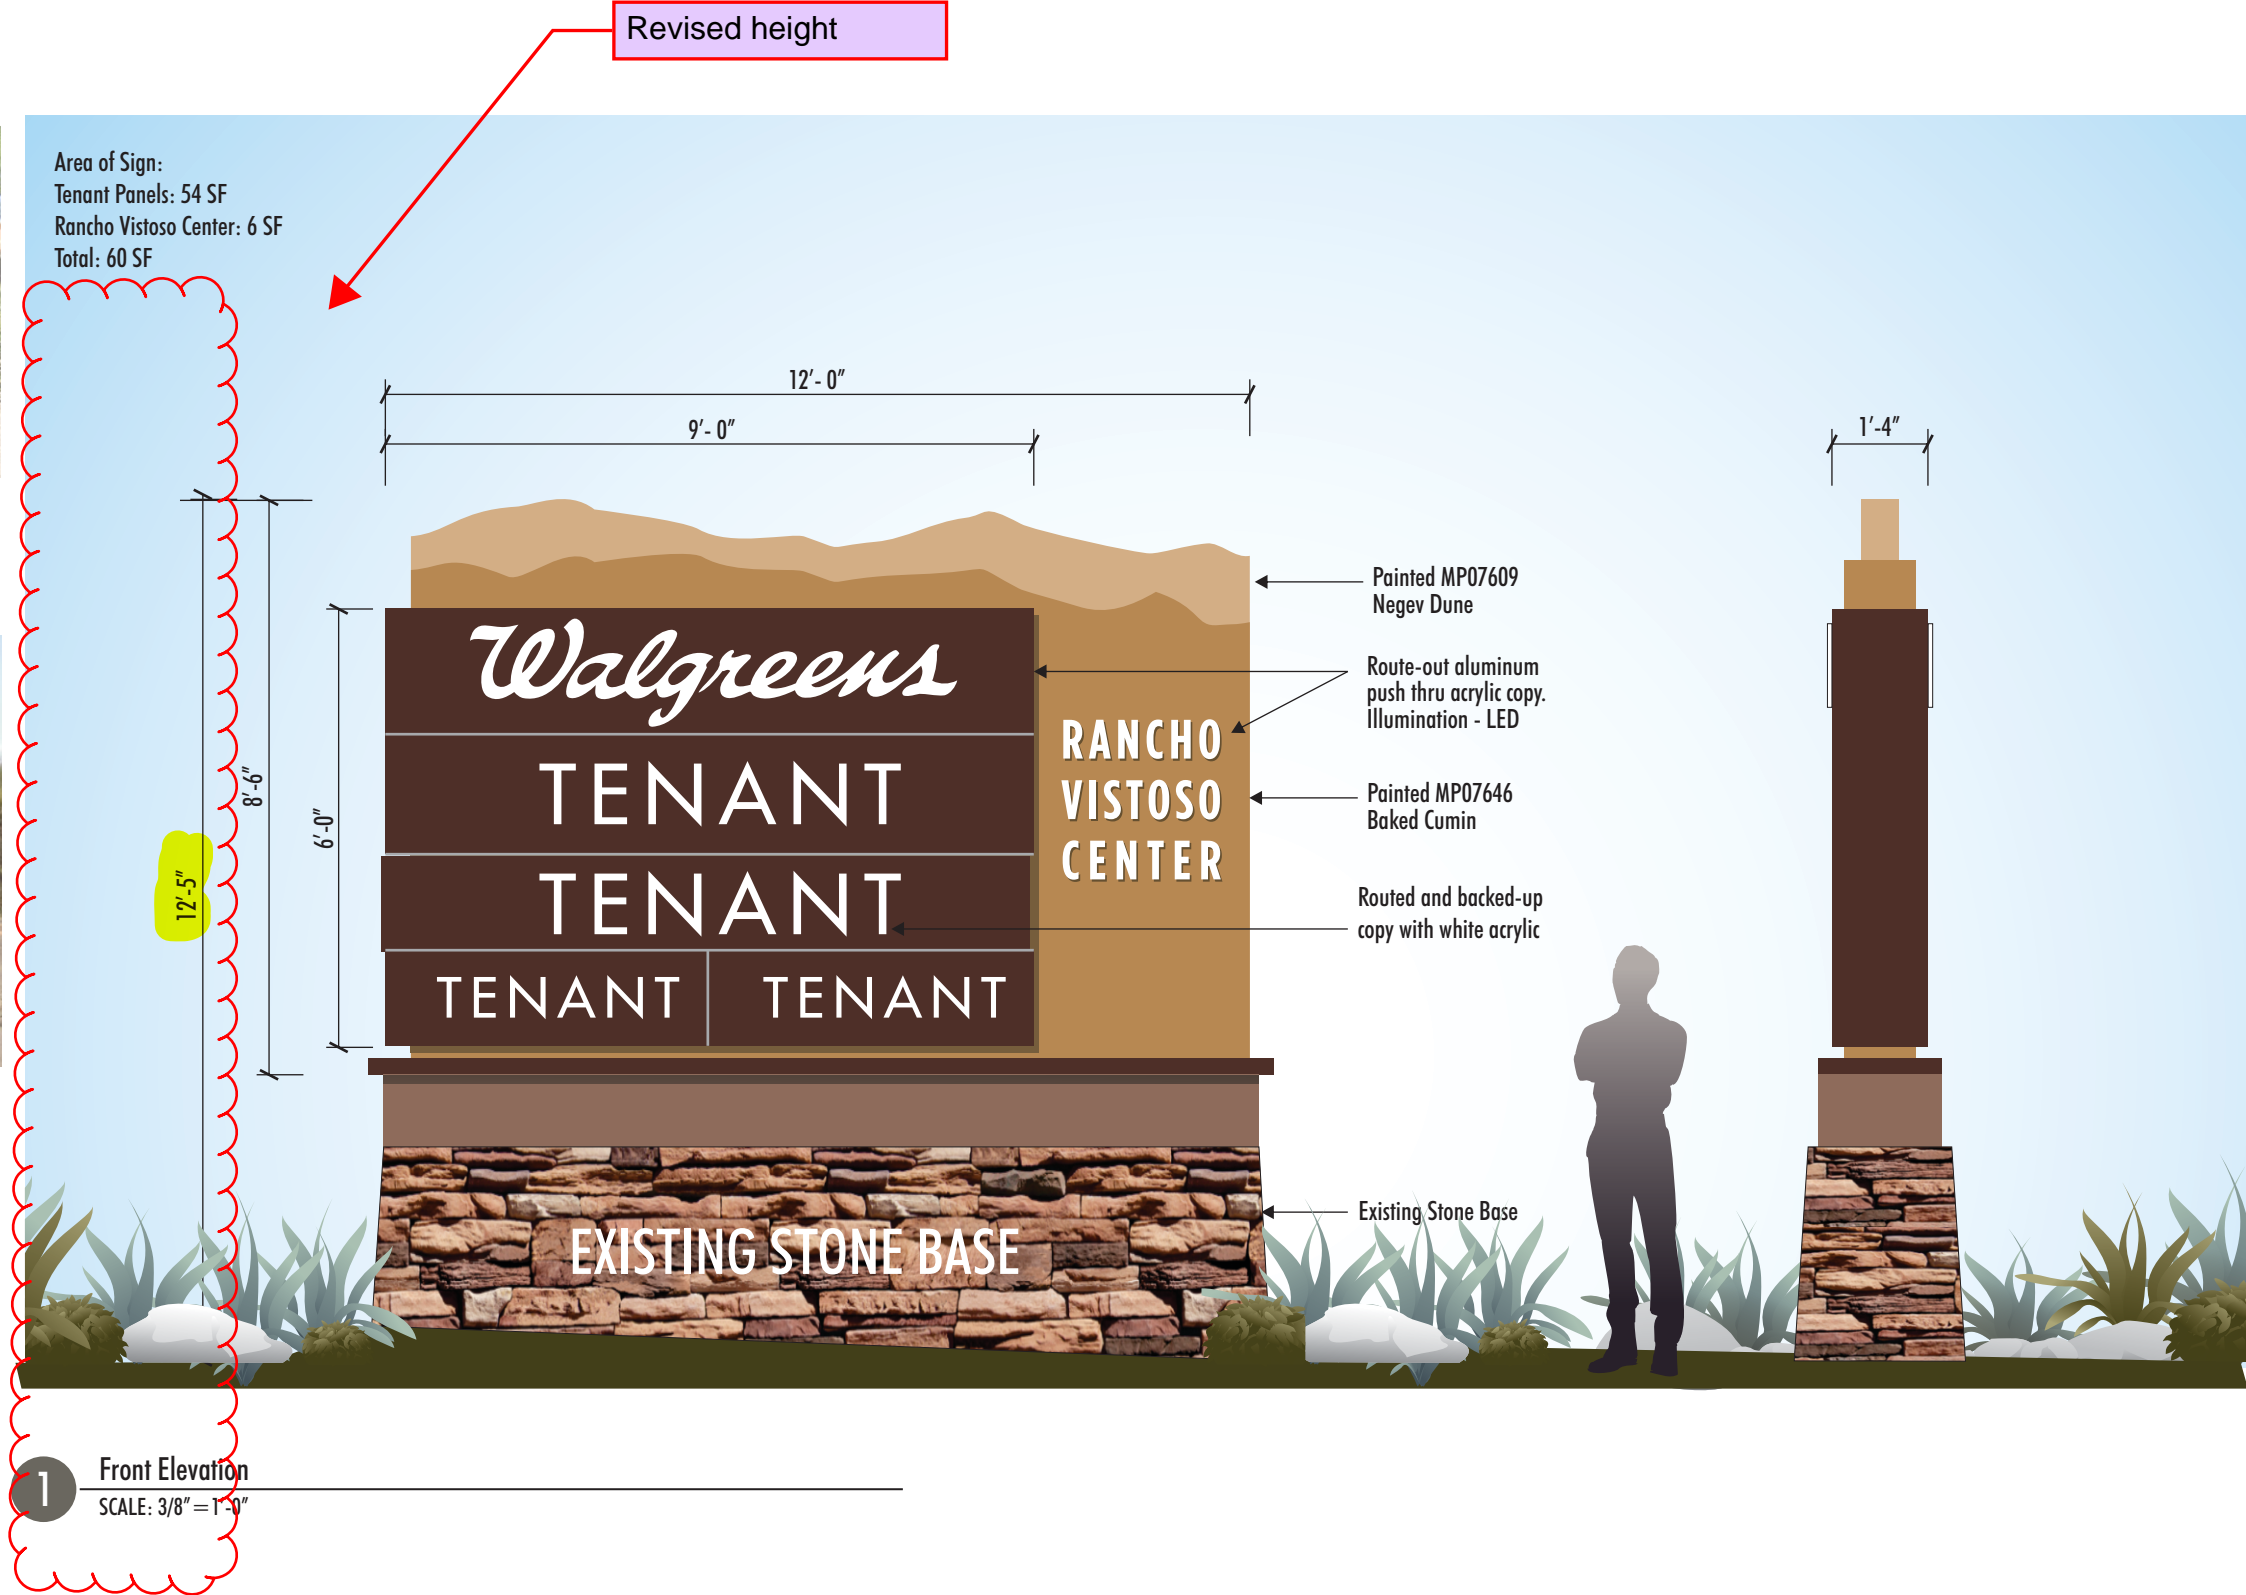 Revised height
Area of Sign:
Tenant Panels: 54 SF
Rancho Vistoso Center: 6 SF
Total: 60 SF
12'- 0"
9'- 0"
1'-4"
8'-6"
6'-0"
12'-5"
Walgreens
TENANT
TENANT
TENANT TENANT
RANCHO
VISTOSO
CENTER
Painted MP07609
Negev Dune
Route-out aluminum
push thru acrylic copy.
Illumination - LED
Painted MP07646
Baked Cumin
Routed and backed-up
copy with white acrylic
Existing Stone Base
EXISTING STONE BASE
1
Front Elevation
SCALE: 3/8"=1'-0"